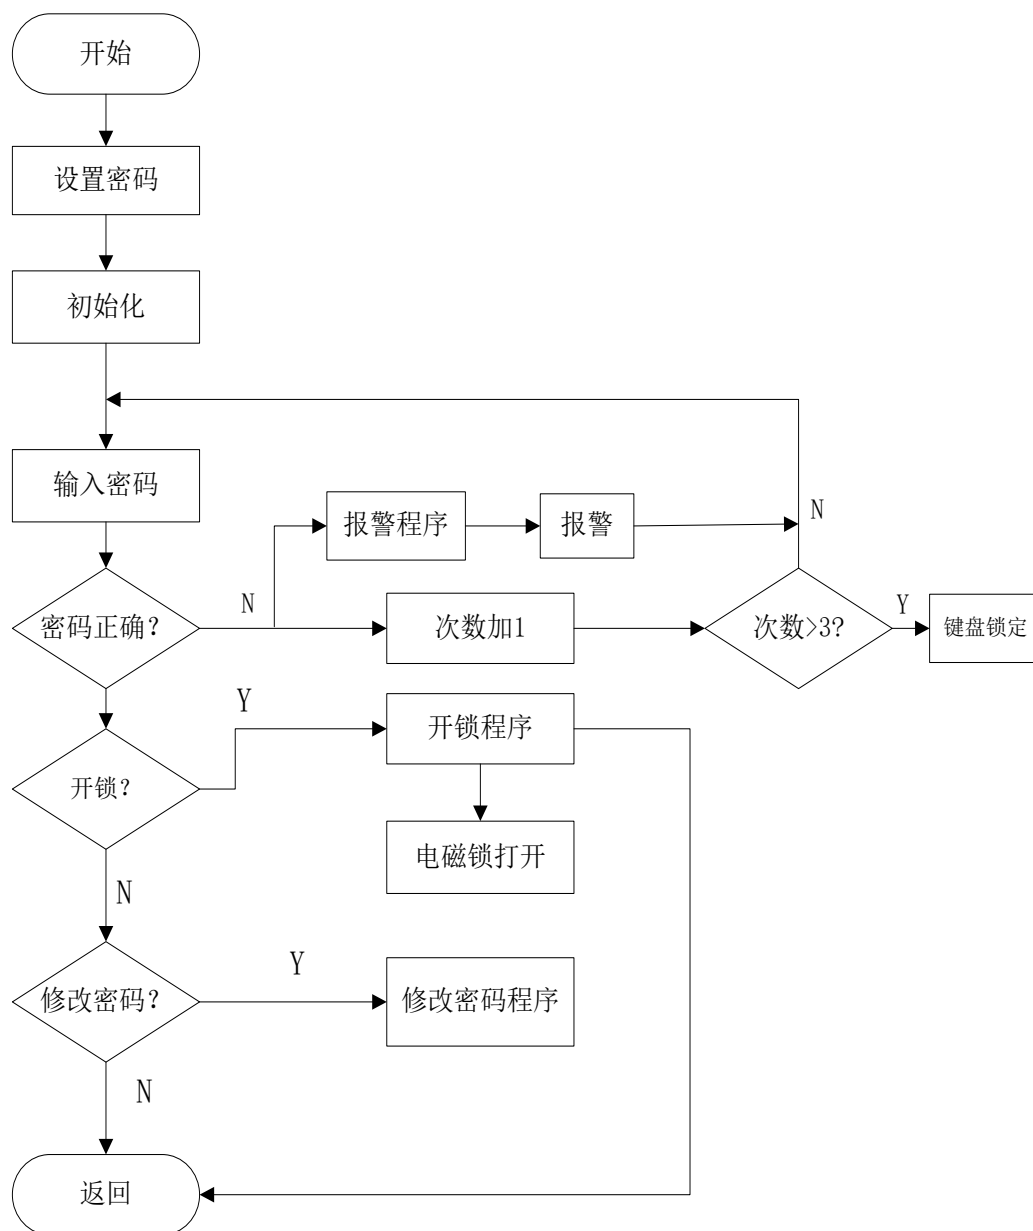 开始
设置密码
初始化
输入密码
报警程序
报警
N
密码正确？
N
次数加1
次数>3?
Y
键盘锁定
Y
开锁程序
开锁？
电磁锁打开
N
修改密码？
Y
修改密码程序
N
返回